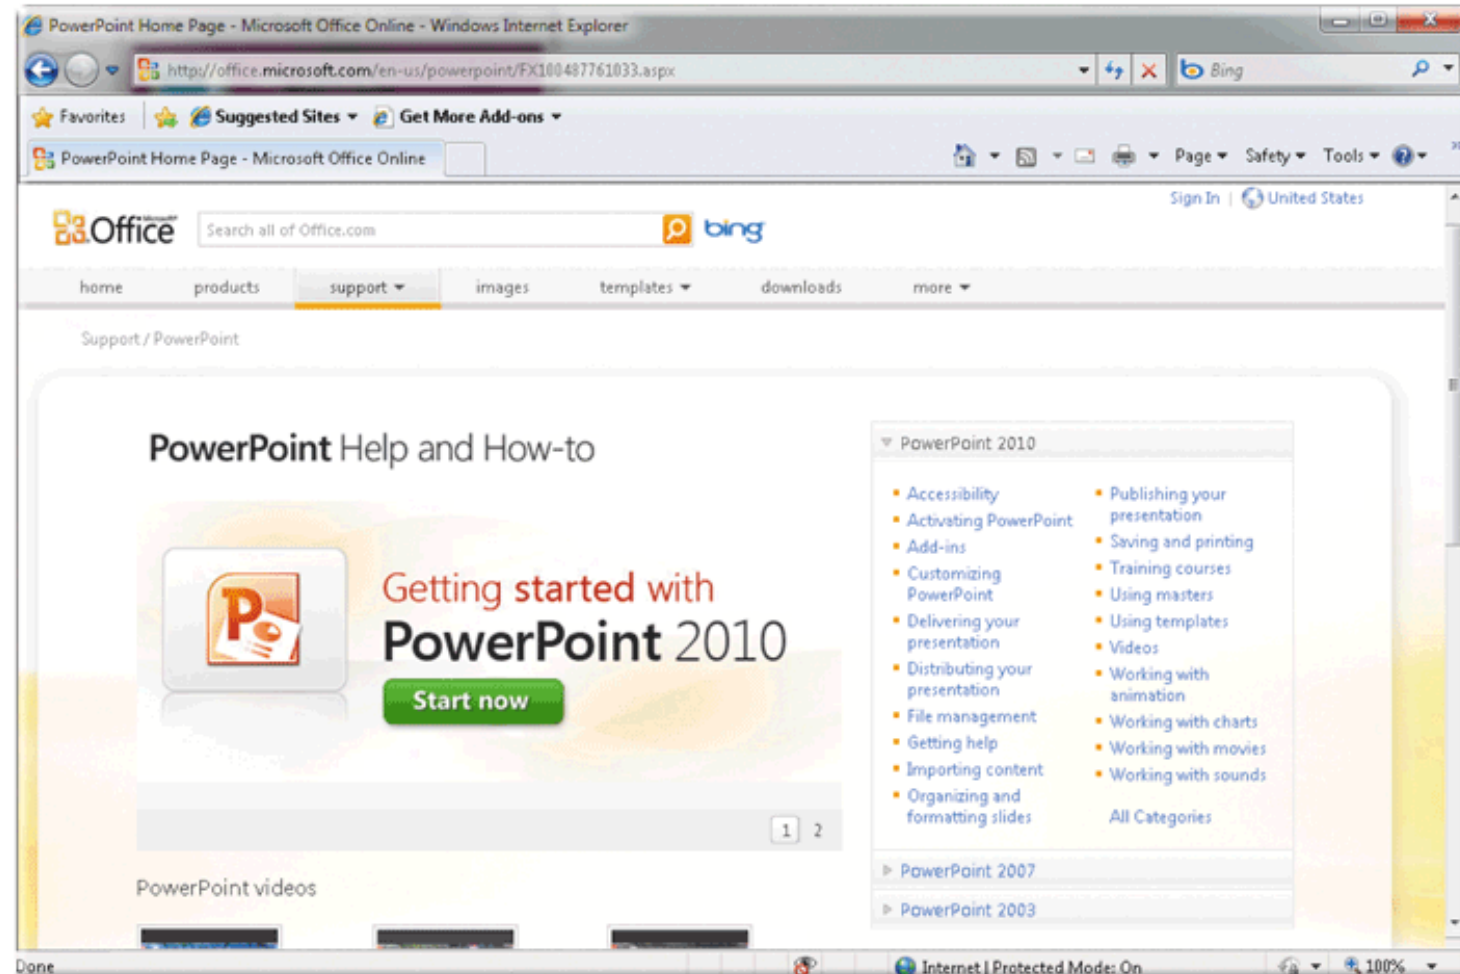 PowerPoint Home Page - Microsoft Office Online - Windows Internet Explorer
http://office.microsoft.com/en-us/powerpoint/FX100487761033.aspx
Bing
Favorites Suggested Sites Get More Add-ons
PowerPoint Home Page - Microsoft Office Online
Page Safety Tools
Sign In | United States
Microsoft
Office
Search all of Office.com
bing
home products support images templates downloads more
Support / PowerPoint
PowerPoint Help and How-to
Getting started with
PowerPoint 2010
Start now
1 2
PowerPoint videos
PowerPoint 2010
Accessibility
Activating PowerPoint
Add-ins
Customizing
PowerPoint
Delivering your
presentation
Distributing your
presentation
File management
Getting help
Importing content
Organizing and
formatting slides
Publishing your
presentation
Saving and printing
Training courses
Using masters
Using templates
Videos
Working with
animation
Working with charts
Working with movies
Working with sounds
All Categories
PowerPoint 2007
PowerPoint 2003
Done Internet | Protected Mode: On 100%